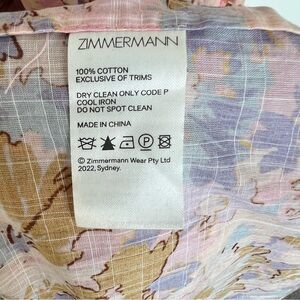 ZIMMERMANN
100% COTTON
EXCLUSIVE OF TRIMS
DRY CLEAN ONLY CODE P
COOL IRON
DO NOT SPOT CLEAN
MADE IN CHINA
P
© Zimmermann Wear Pty Ltd
2022, Sydney.